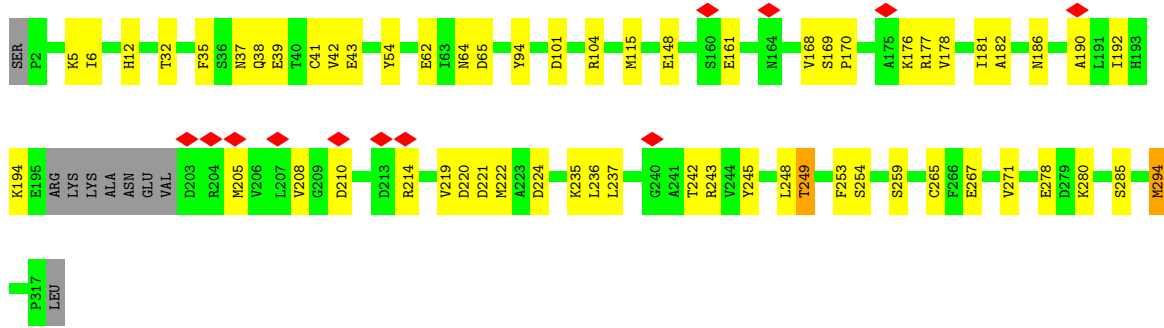 SER P2 K5 I6 H12 T32 F35 S36 N37 Q38 E39 T40 C41 V42 E43 Y54 E62 I63 N64 D65 Y94 D101 R104 M115 E148 S160 E161 N164 V168 S169 P170 A175 K176 R177 V178 I181 A182 N186 A190 L191 I192 H193
K194 E195 ARG LYS LYS ALA ASN GLU VAL D203 R204 M205 V206 L207 V208 G209 D210 D213 R214 V219 D220 D221 M222 A223 D224 K235 L236 L237 G240 A241 T242 R243 V244 Y245 L248 T249 F253 S254 S259 C265 F266 E267 V271 E278 D279 K280 S285 M294
P317 LEU